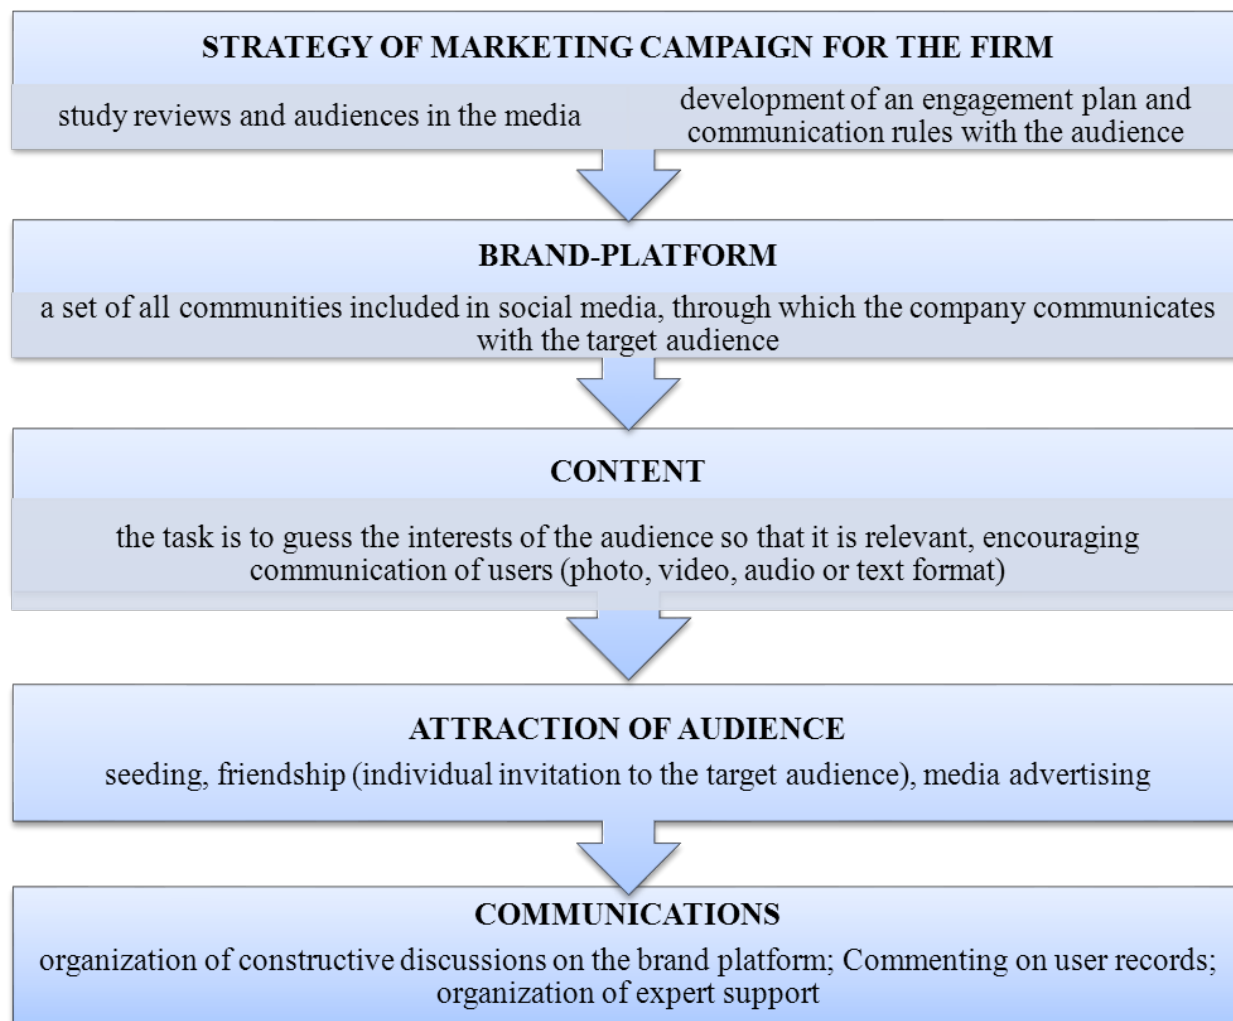 STRATEGY OF MARKETING CAMPAIGN FOR THE FIRM
study reviews and audiences in the media
development of an engagement plan and
communication rules with the audience
BRAND-PLATFORM
a set of all communities included in social media, through which the company communicates
with the target audience
CONTENT
the task is to guess the interests of the audience so that it is relevant, encouraging
communication of users (photo, video, audio or text format)
ATTRACTION OF AUDIENCE
seeding, friendship (individual invitation to the target audience), media advertising
COMMUNICATIONS
organization of constructive discussions on the brand platform; Commenting on user records;
organization of expert support